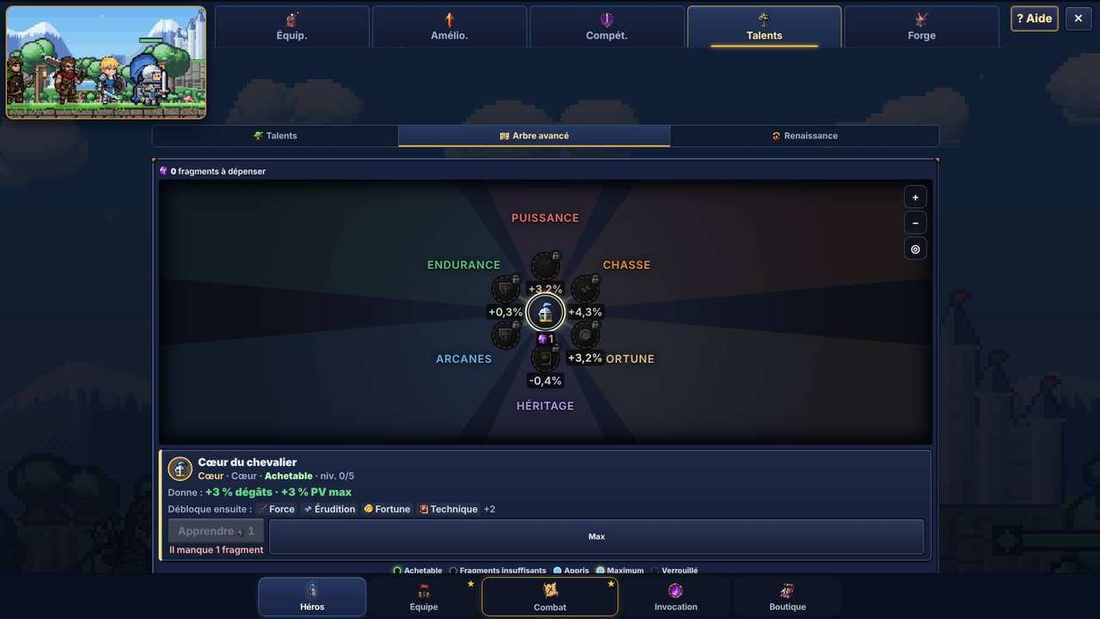 Équip.
Amélio.
Compét.
Talents
Forge
? Aide
×
Talents
Arbre avancé
Renaissance
0 fragments à dépenser
+
−
PUISSANCE
ENDURANCE
CHASSE
+3,2%
+0,3%
+4,3%
1
ARCANES
+3,2%
ORTUNE
-0,4%
HÉRITAGE
Cœur du chevalier
Cœur · Cœur · Achetable · niv. 0/5
Donne : +3 % dégâts · +3 % PV max
Débloque ensuite : Force Érudition Fortune Technique +2
Apprendre · 1
Max
Il manque 1 fragment
Achetable Fragments insuffisants Appris Maximum Verrouillé
Héros
Équipe
Combat
Invocation
Boutique